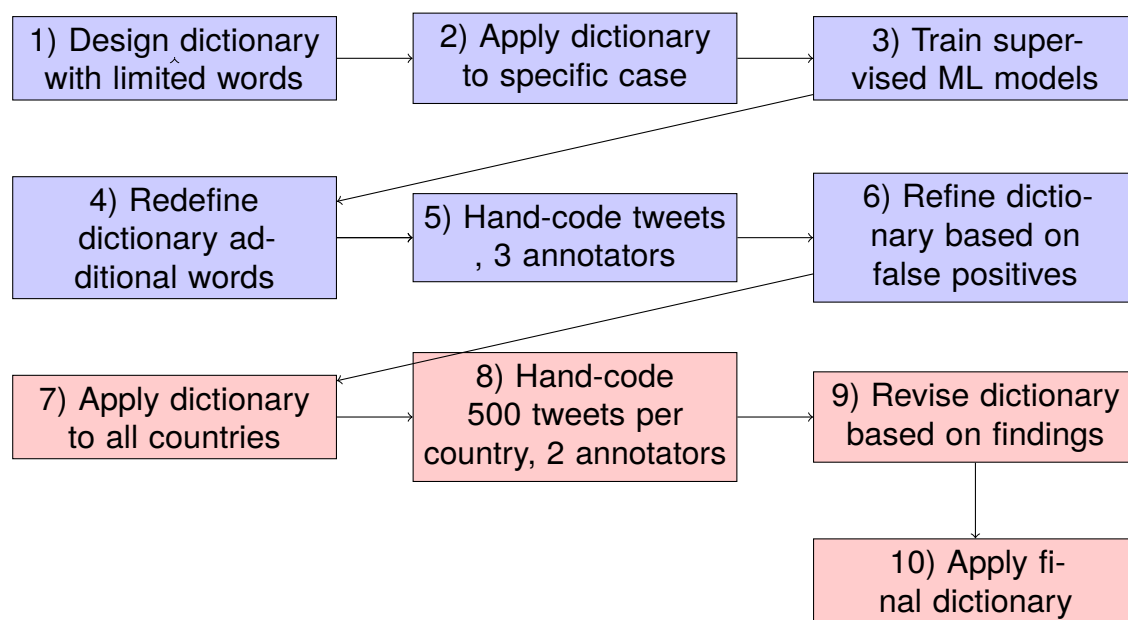 1) Design dictionary
with limited words
2) Apply dictionary
to specific case
3) Train super-
vised ML models
4) Redefine
dictionary ad-
ditional words
5) Hand-code tweets
, 3 annotators
6) Refine dictio-
nary based on
false positives
7) Apply dictionary
to all countries
8) Hand-code
500 tweets per
country, 2 annotators
9) Revise dictionary
based on findings
10) Apply fi-
nal dictionary